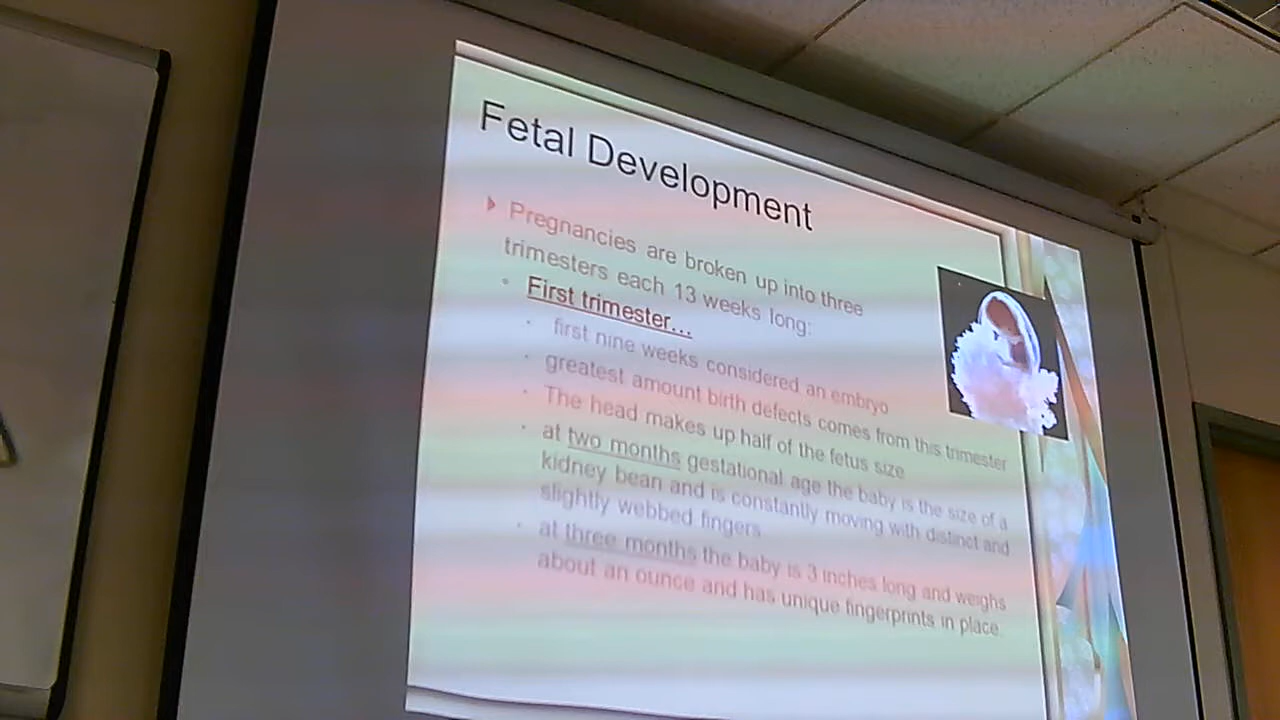 Fetal Development
Pregnancies are broken up into three
trimesters each 13 weeks long:
First trimester...
first nine weeks considered an embryo
greatest amount birth defects comes from this trimester
The head makes up half of the fetus size
at two months gestational age the baby is the size of a
kidney bean and is constantly moving with distinct and
slightly webbed fingers
at three months the baby is 3 inches long and weighs
about an ounce and has unique fingerprints in place